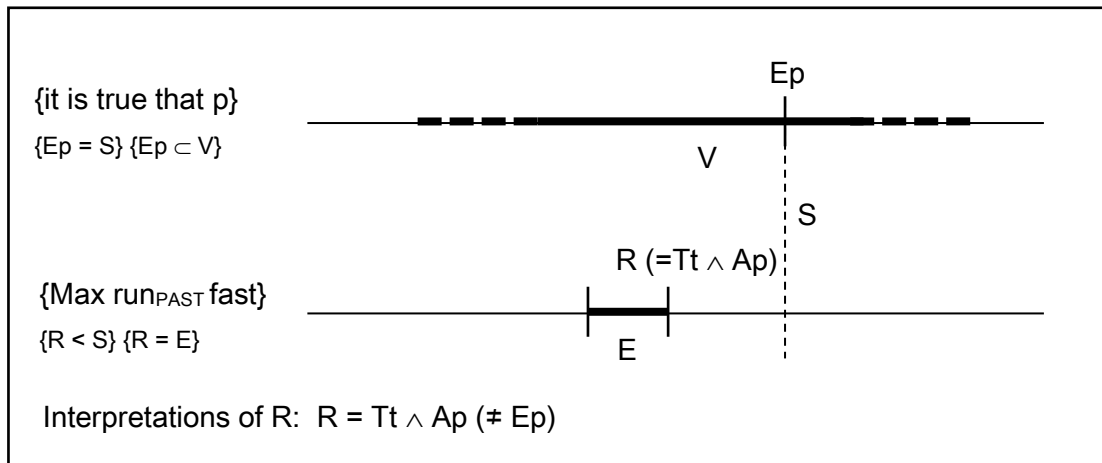 Ep
{it is true that p}
{Ep = S} {Ep ⊂ V}
V
S
R (=Tt ∧ Ap)
{Max runPAST fast}
{R < S} {R = E}
E
Interpretations of R: R = Tt ∧ Ap (≠ Ep)